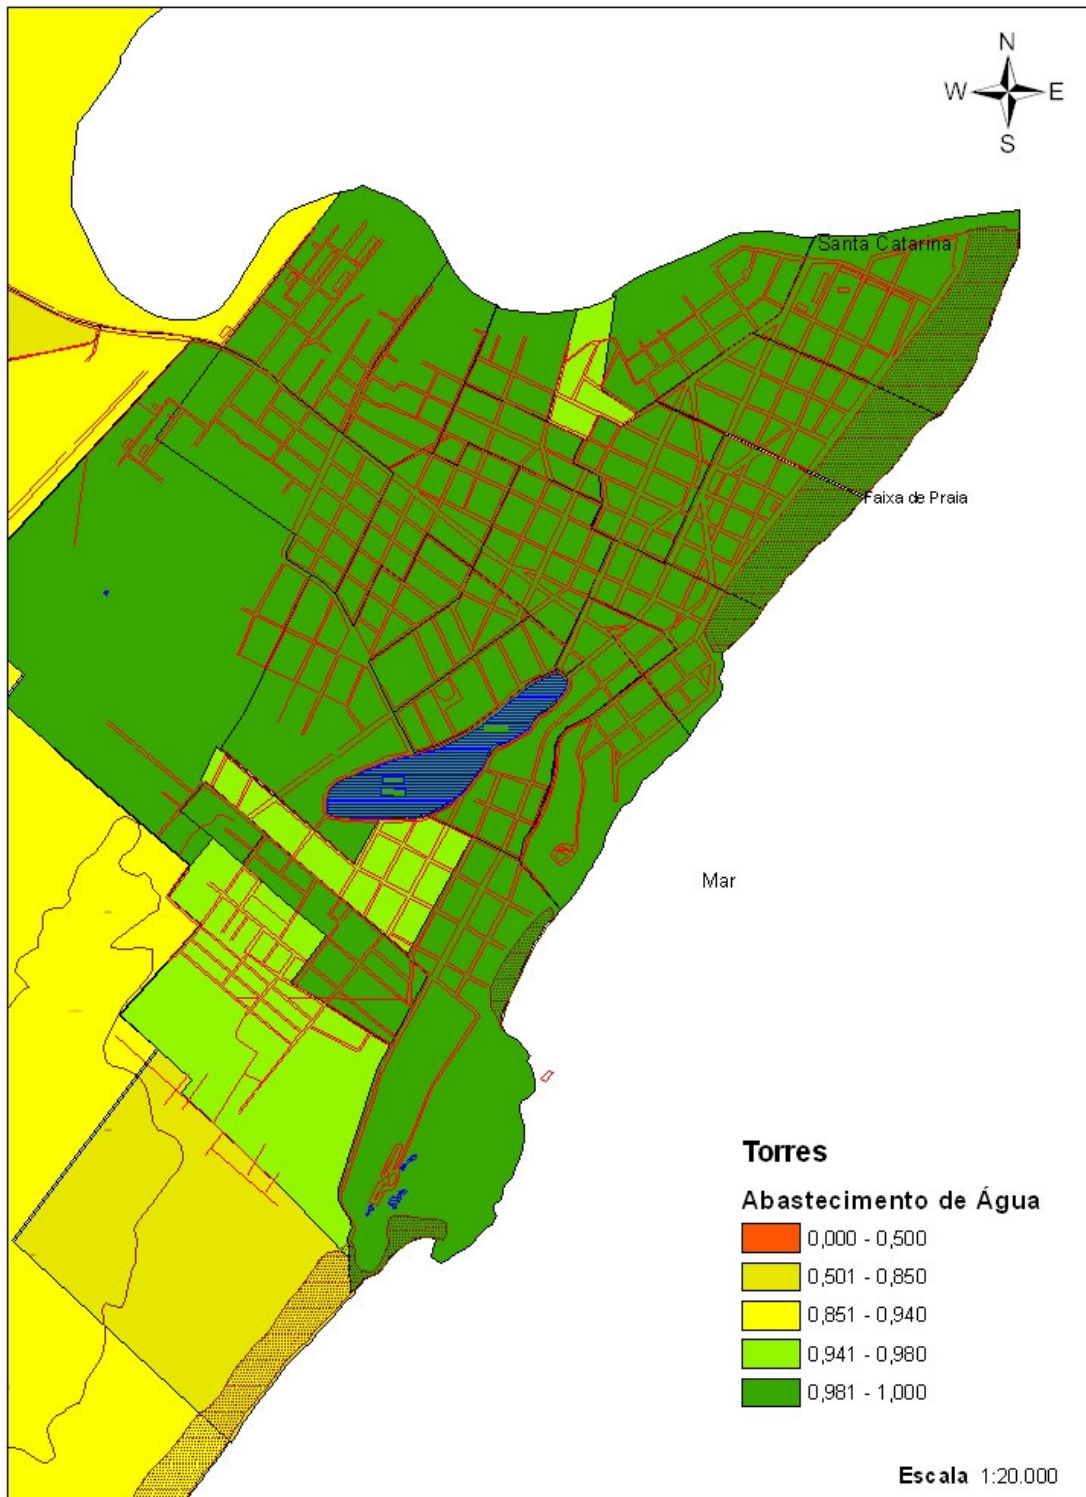 N
W E
S
Santa Catarina
Faixa de Praia
Mar
Torres
Abastecimento de Água
0,000 - 0,500
0,501 - 0,850
0,851 - 0,940
0,941 - 0,980
0,981 - 1,000
Escala 1:20.000